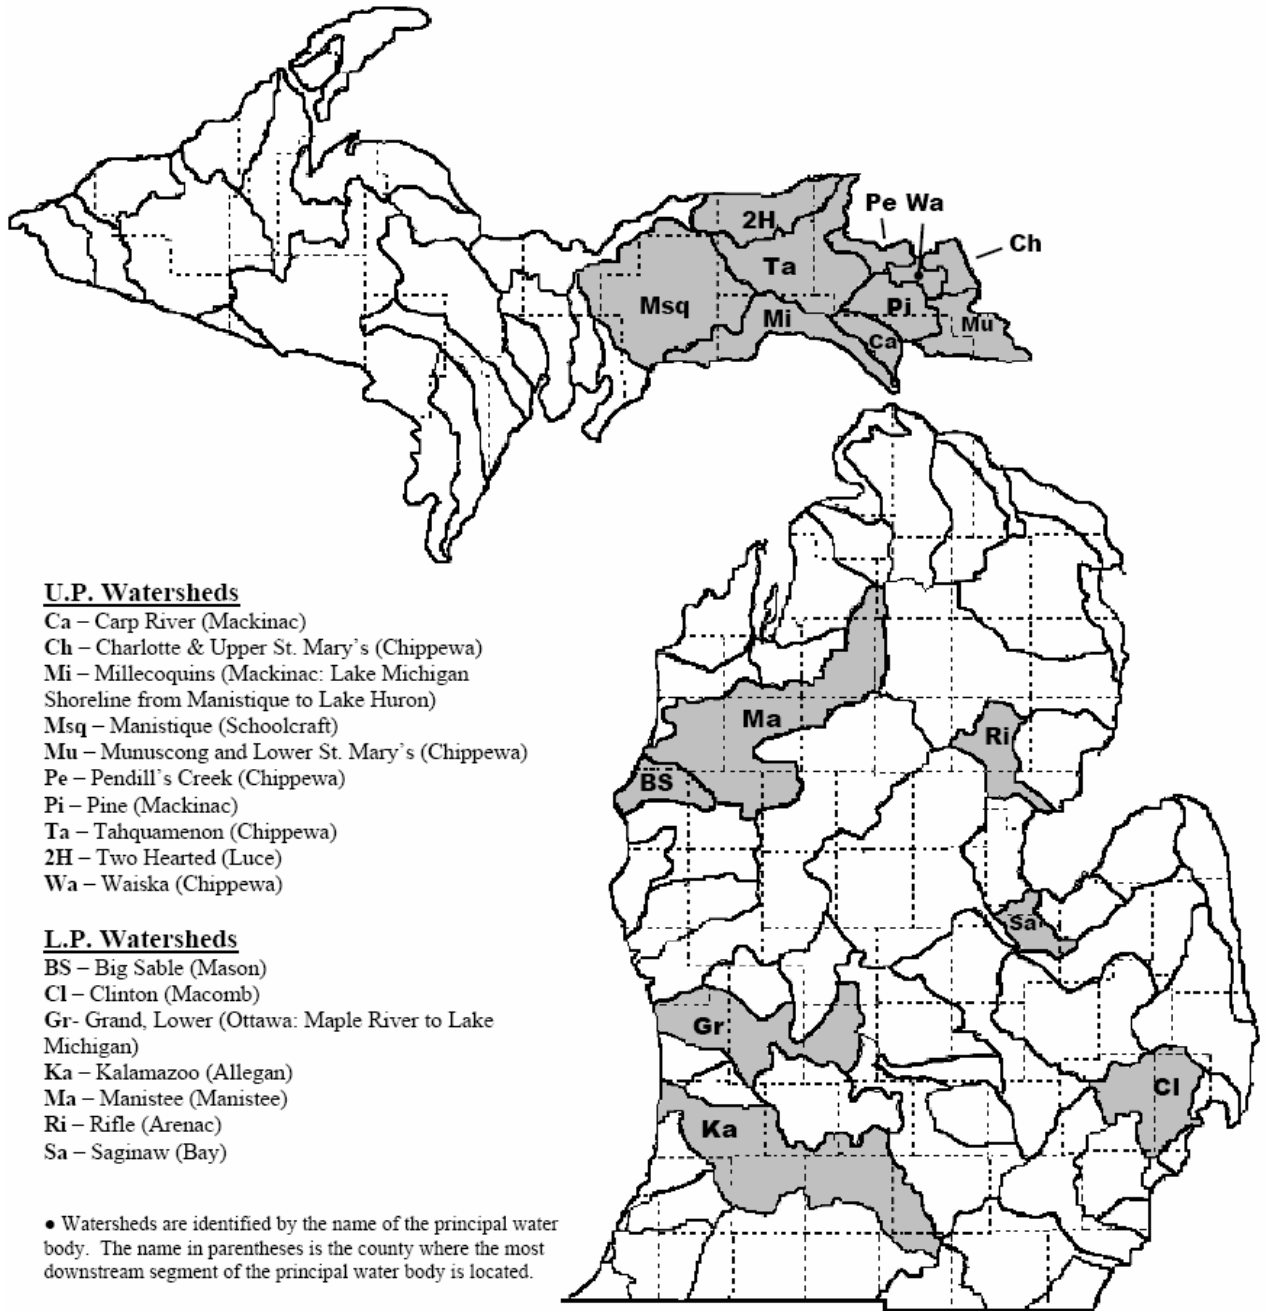 Pe Wa
2H
Ch
Ta
Msq
Pi
Mi
Mu
Ca
Ma
Ri
BS
Sa
Gr
Cl
Ka
U.P. Watersheds
Ca – Carp River (Mackinac)
Ch – Charlotte & Upper St. Mary's (Chippewa)
Mi – Millecoquins (Mackinac: Lake Michigan
Shoreline from Manistique to Lake Huron)
Msq – Manistique (Schoolcraft)
Mu – Munuscong and Lower St. Mary's (Chippewa)
Pe – Pendill's Creek (Chippewa)
Pi – Pine (Mackinac)
Ta – Tahquamenon (Chippewa)
2H – Two Hearted (Luce)
Wa – Waiska (Chippewa)
L.P. Watersheds
BS – Big Sable (Mason)
Cl – Clinton (Macomb)
Gr- Grand, Lower (Ottawa: Maple River to Lake
Michigan)
Ka – Kalamazoo (Allegan)
Ma – Manistee (Manistee)
Ri – Rifle (Arenac)
Sa – Saginaw (Bay)
● Watersheds are identified by the name of the principal water
body. The name in parentheses is the county where the most
downstream segment of the principal water body is located.